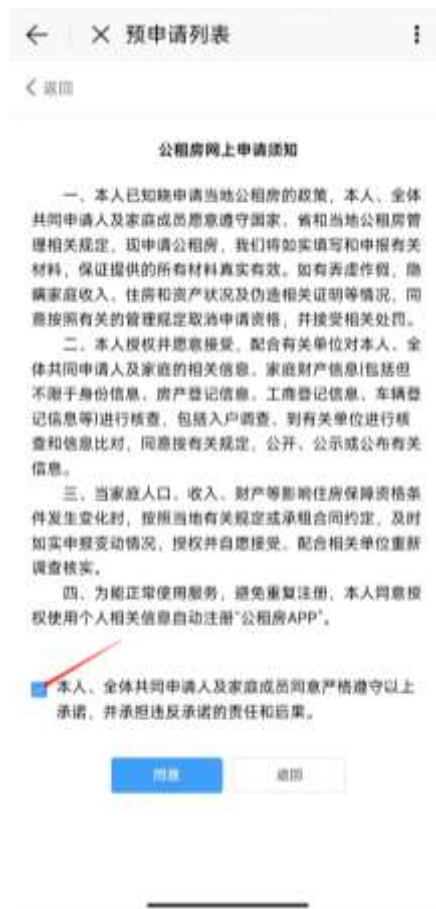 预申请列表
返回
公租房网上申请须知
一、本人已知晓申请当地公租房的政策，本人、全体
共同申请人及家庭成员愿意遵守国家、省和当地公租房管
理相关规定，现申请公租房，我们将如实填写和申报有关
材料，保证提供的所有材料真实有效。如有弄虚作假，隐
瞒家庭收入、住房和资产状况及伪造相关证明等情况，同
意按照有关的管理规定取消申请资格，并接受相关处罚。
二、本人授权并愿意接受、配合有关单位对本人、全
体共同申请人及家庭的相关信息、家庭财产信息(包括但
不限于身份信息、房产登记信息、工商登记信息、车辆登
记信息等)进行核查，包括入户调查、到有关单位进行核
查和信息比对，同意按有关规定，公开、公示或公布有关
信息。
三、当家庭人口、收入、财产等影响住房保障资格条
件发生变化时，按照当地有关规定或承租合同约定，及时
如实申报变动情况，授权并自愿接受、配合相关单位重新
调查核实。
四、为能正常使用服务，避免重复注册，本人同意授
权使用个人相关信息自动注册“公租房APP”。
本人、全体共同申请人及家庭成员同意严格遵守以上
承诺，并承担违反承诺的责任和后果。
同意
返回